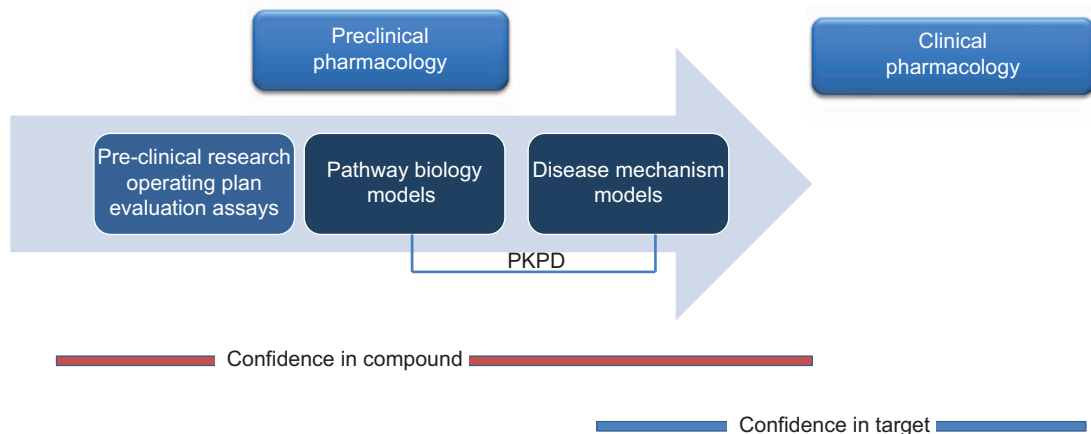 Preclinical
pharmacology
Clinical
pharmacology
Pre-clinical research
operating plan
evaluation assays
Pathway biology
models
Disease mechanism
models
PKPD
Confidence in compound
Confidence in target